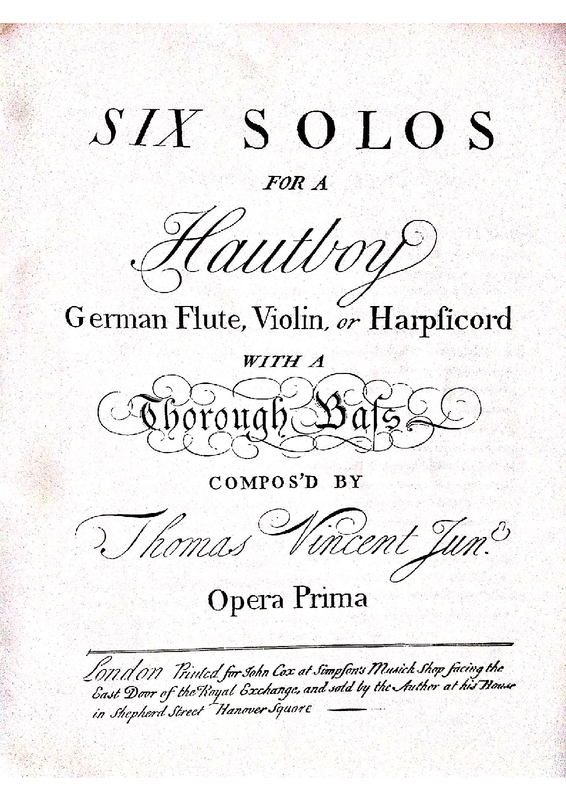 SIX SOLOS
FOR A
Hautboy
German Flute, Violin, or Harpſicord
WITH A
Thorough Baſs
COMPOS'D BY
Thomas Vincent Jun.r
Opera Prima
London Printed for John Cox at Simpson's Musick Shop facing the
East Door of the Royal Exchange, and sold by the Author at his House
in Shepherd Street Hanover Square